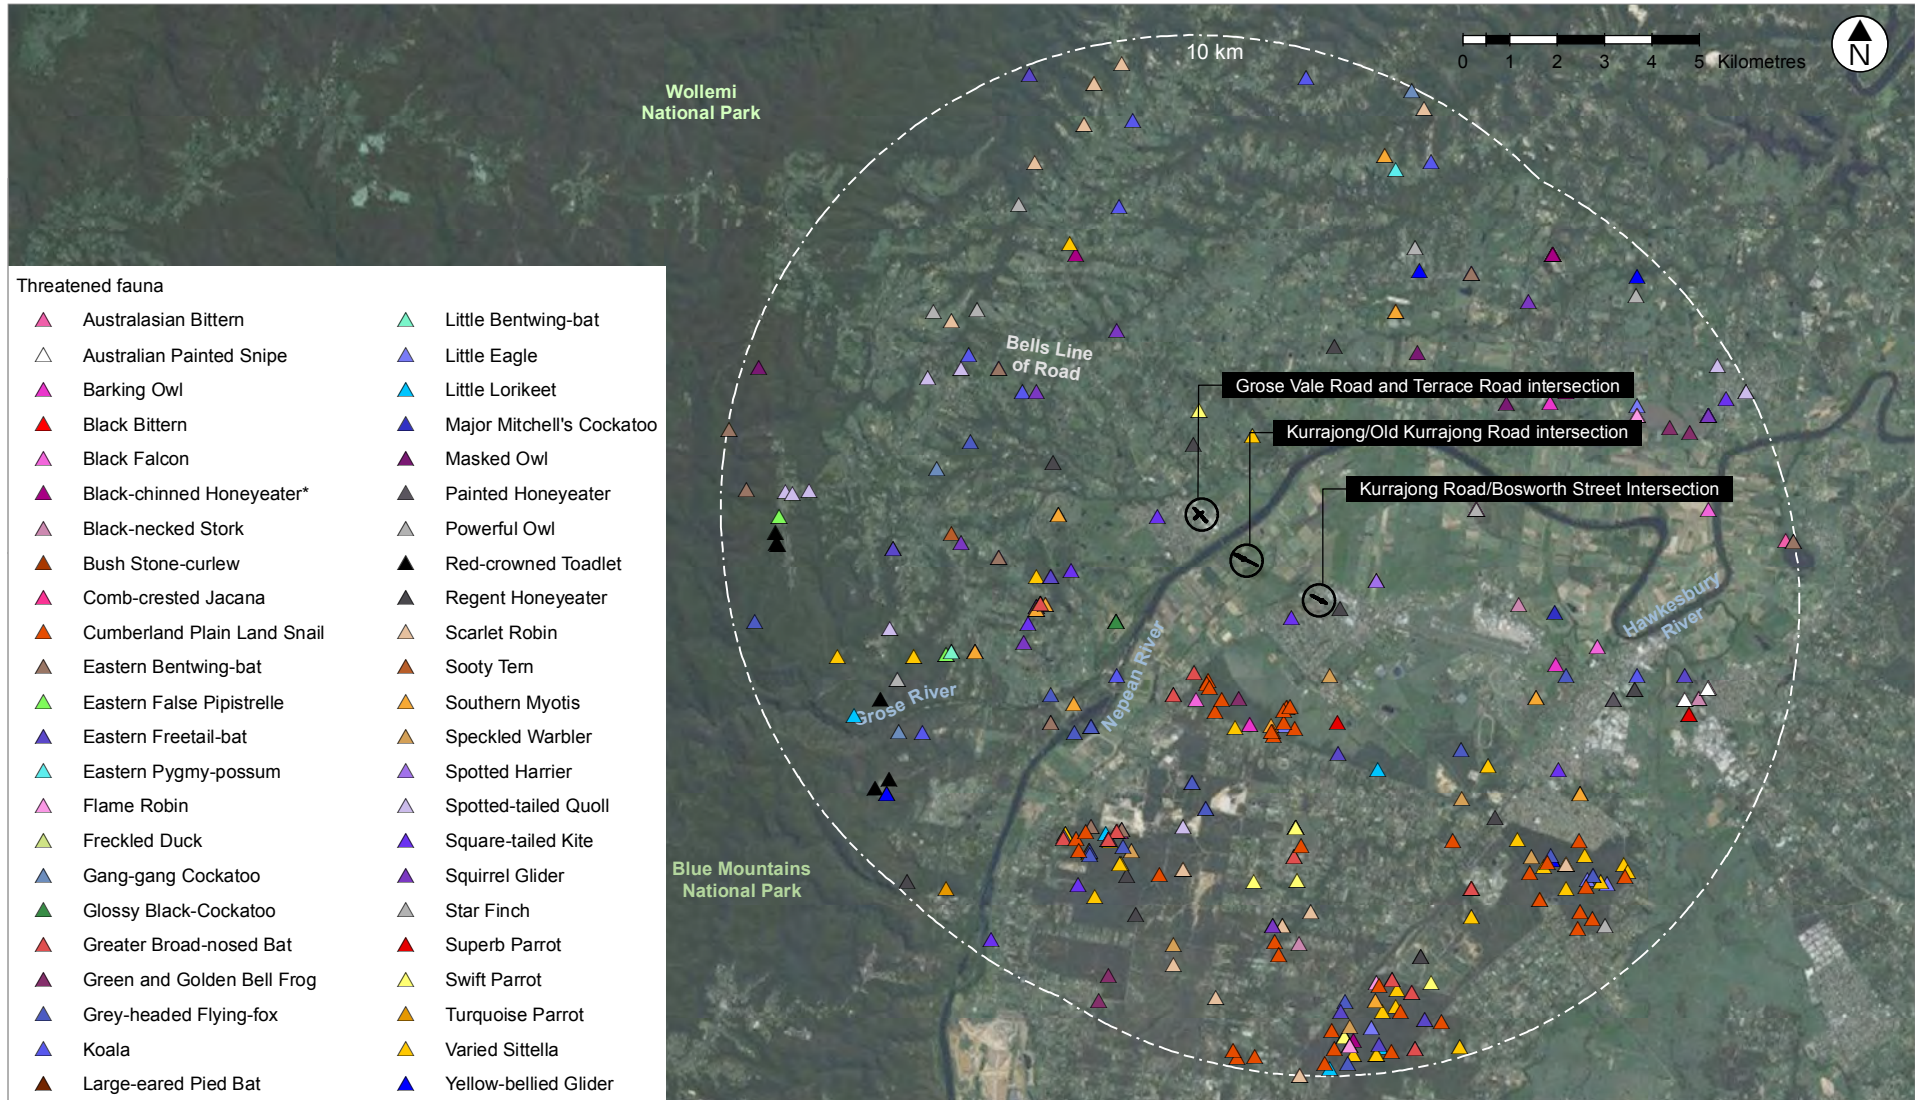 10 km
0 1 2 3 4 5 Kilometres
N
Wollemi
National Park
Bells Line
of Road
Grose Vale Road and Terrace Road intersection
Kurrajong/Old Kurrajong Road intersection
Kurrajong Road/Bosworth Street Intersection
Hawkesbury
River
Nepean River
Grose River
Blue Mountains
National Park
Threatened fauna
Australasian Bittern
Australian Painted Snipe
Barking Owl
Black Bittern
Black Falcon
Black-chinned Honeyeater*
Black-necked Stork
Bush Stone-curlew
Comb-crested Jacana
Cumberland Plain Land Snail
Eastern Bentwing-bat
Eastern False Pipistrelle
Eastern Freetail-bat
Eastern Pygmy-possum
Flame Robin
Freckled Duck
Gang-gang Cockatoo
Glossy Black-Cockatoo
Greater Broad-nosed Bat
Green and Golden Bell Frog
Grey-headed Flying-fox
Koala
Large-eared Pied Bat
Little Bentwing-bat
Little Eagle
Little Lorikeet
Major Mitchell's Cockatoo
Masked Owl
Painted Honeyeater
Powerful Owl
Red-crowned Toadlet
Regent Honeyeater
Scarlet Robin
Sooty Tern
Southern Myotis
Speckled Warbler
Spotted Harrier
Spotted-tailed Quoll
Square-tailed Kite
Squirrel Glider
Star Finch
Superb Parrot
Swift Parrot
Turquoise Parrot
Varied Sittella
Yellow-bellied Glider